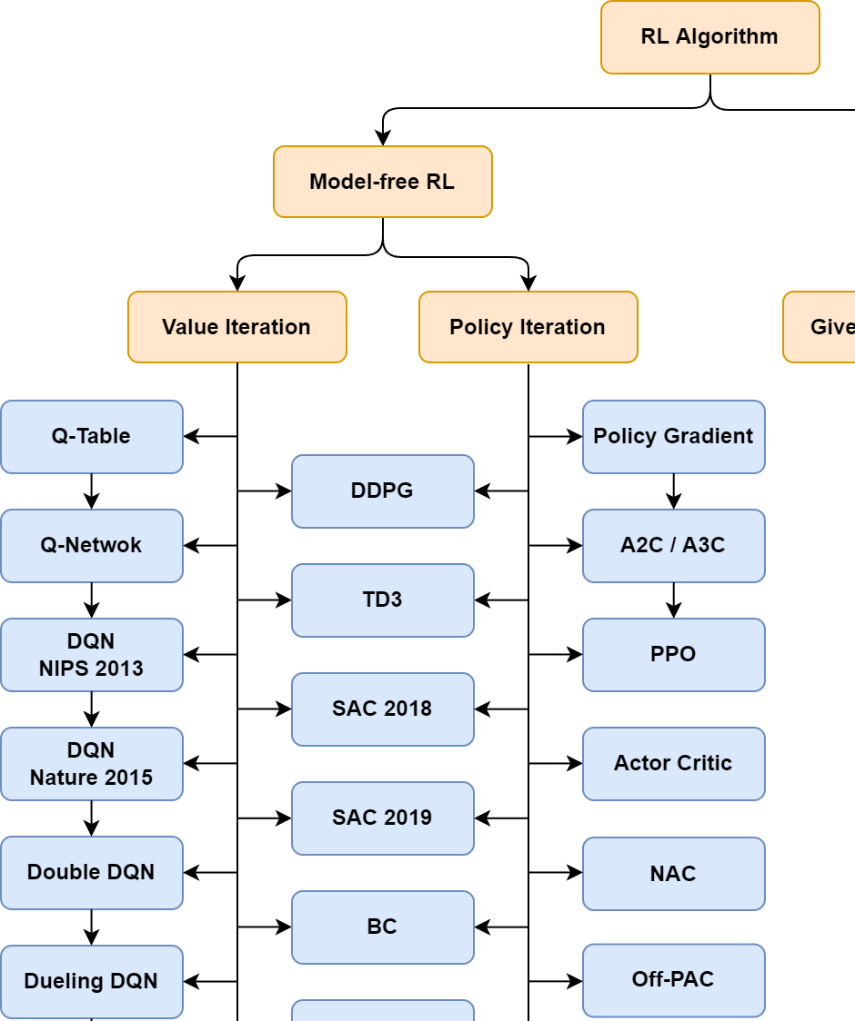 RL Algorithm
Model-free RL
Value Iteration
Policy Iteration
Give
Q-Table
Policy Gradient
DDPG
Q-Netwok
A2C / A3C
TD3
DQN
NIPS 2013
PPO
SAC 2018
DQN
Nature 2015
Actor Critic
SAC 2019
Double DQN
NAC
BC
Dueling DQN
Off-PAC